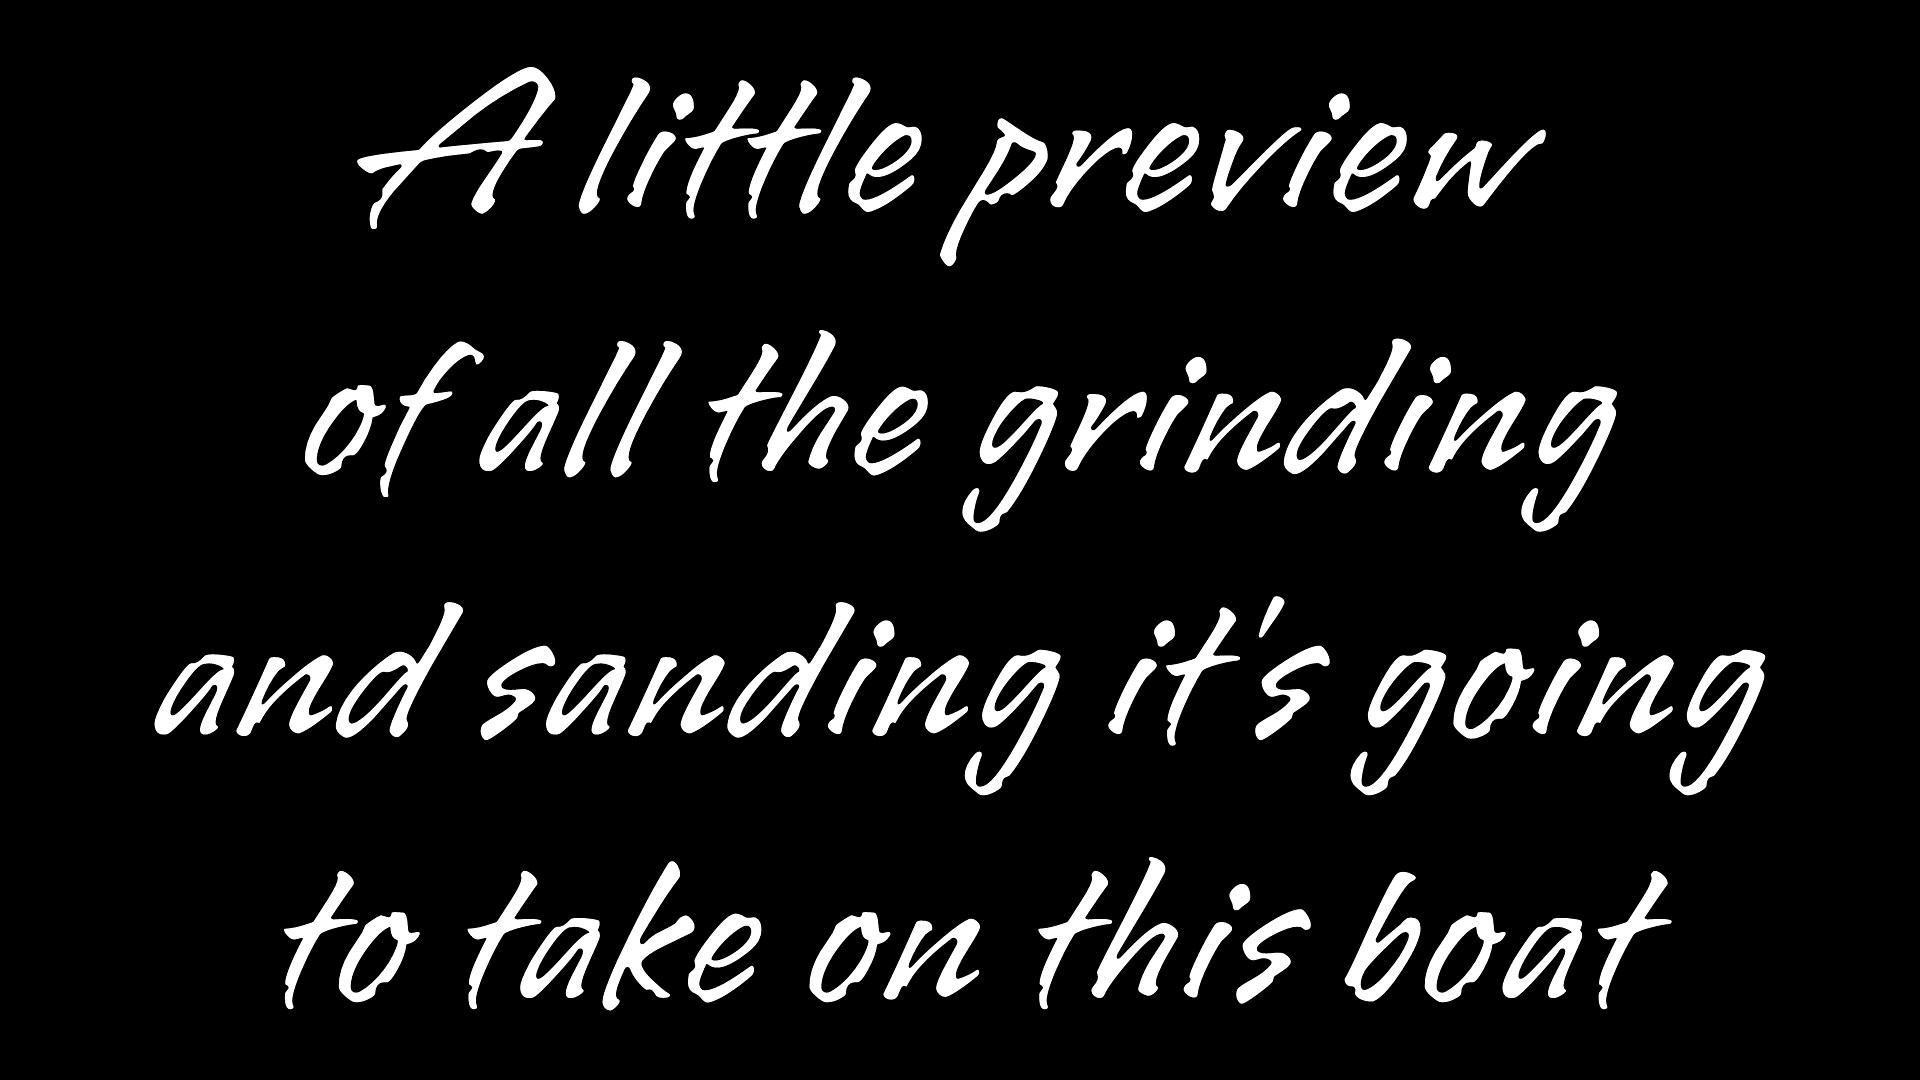 A little preview
of all the grinding
and sanding it's going
to take on this boat